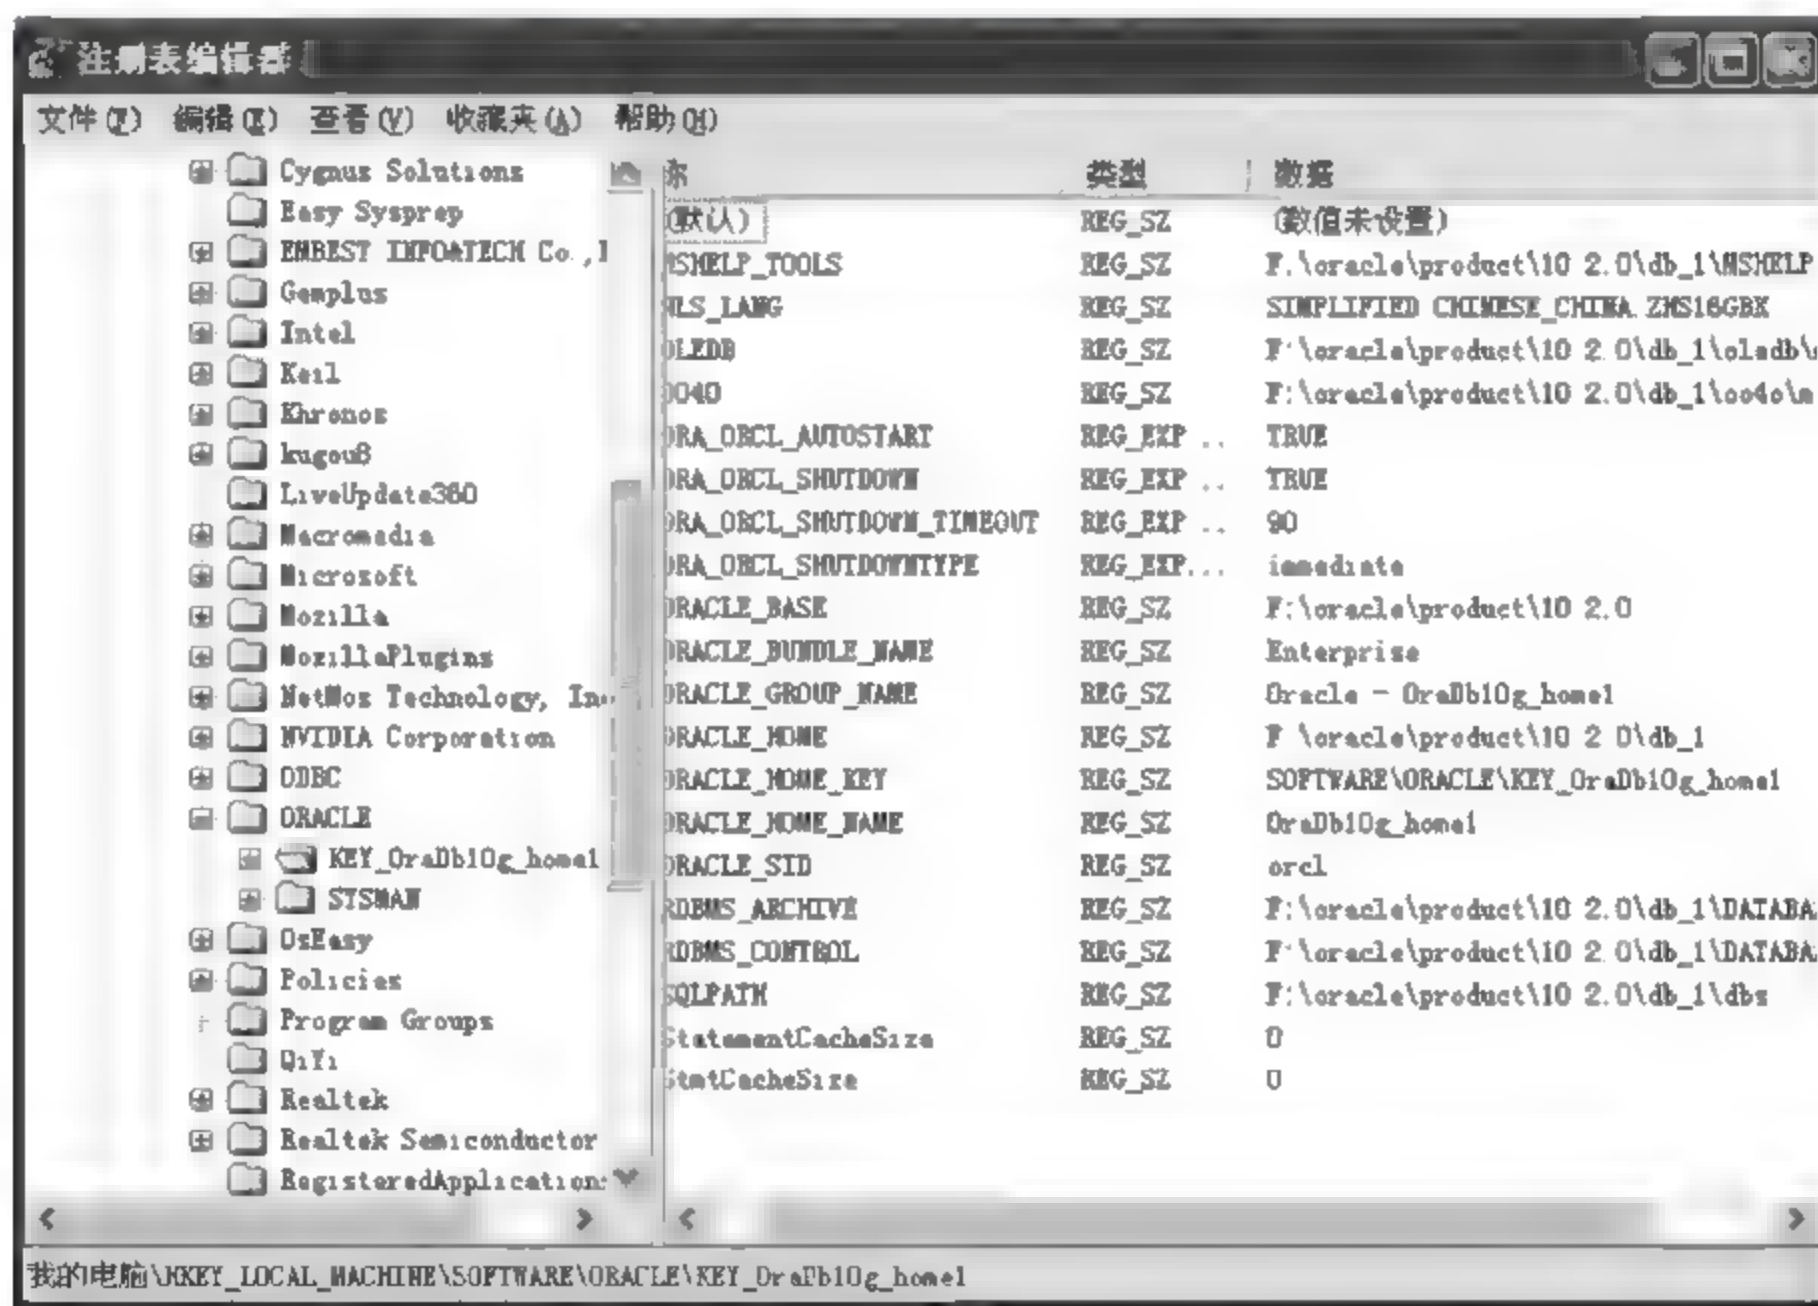 注册表编辑器
文件(F) 编辑(E) 查看(V) 收藏夹(A) 帮助(H)
Cygnus Solutions
Easy Sysprep
EMBEST INFO&TECH Co.,
Gemplus
Intel
Keil
Khronos
kugou8
LiveUpdate360
Macromedia
Microsoft
Mozilla
MozillaPlugins
NetMos Technology, Inc
NVIDIA Corporation
ODBC
ORACLE
KEY_OraDb10g_home1
SYSMAN
OsEasy
Policies
Program Groups
QiYi
Realtek
Realtek Semiconductor
RegisteredApplication
称 类型 数据
(默认) REG_SZ (数值未设置)
MSHELP_TOOLS REG_SZ F:\oracle\product\10.2.0\db_1\MSHELP
NLS_LANG REG_SZ SIMPLIFIED CHINESE_CHINA.ZHS16GBK
OLEDB REG_SZ F:\oracle\product\10.2.0\db_1\oledb\
OO4O REG_SZ F:\oracle\product\10.2.0\db_1\oo4o\m
ORA_ORCL_AUTOSTART REG_EXP... TRUE
ORA_ORCL_SHUTDOWN REG_EXP... TRUE
ORA_ORCL_SHUTDOWN_TIMEOUT REG_EXP... 90
ORA_ORCL_SHUTDOWNTYPE REG_EXP... immediate
ORACLE_BASE REG_SZ F:\oracle\product\10.2.0
ORACLE_BUNDLE_NAME REG_SZ Enterprise
ORACLE_GROUP_NAME REG_SZ Oracle - OraDb10g_home1
ORACLE_HOME REG_SZ F:\oracle\product\10.2.0\db_1
ORACLE_HOME_KEY REG_SZ SOFTWARE\ORACLE\KEY_OraDb10g_home1
ORACLE_HOME_NAME REG_SZ OraDb10g_home1
ORACLE_SID REG_SZ orcl
RDBMS_ARCHIVE REG_SZ F:\oracle\product\10.2.0\db_1\DATABA
RDBMS_CONTROL REG_SZ F:\oracle\product\10.2.0\db_1\DATABA
SQLPATH REG_SZ F:\oracle\product\10.2.0\db_1\dbs
StatementCacheSize REG_SZ 0
StmtCacheSize REG_SZ 0
我的电脑\HKEY_LOCAL_MACHINE\SOFTWARE\ORACLE\KEY_OraDb10g_home1